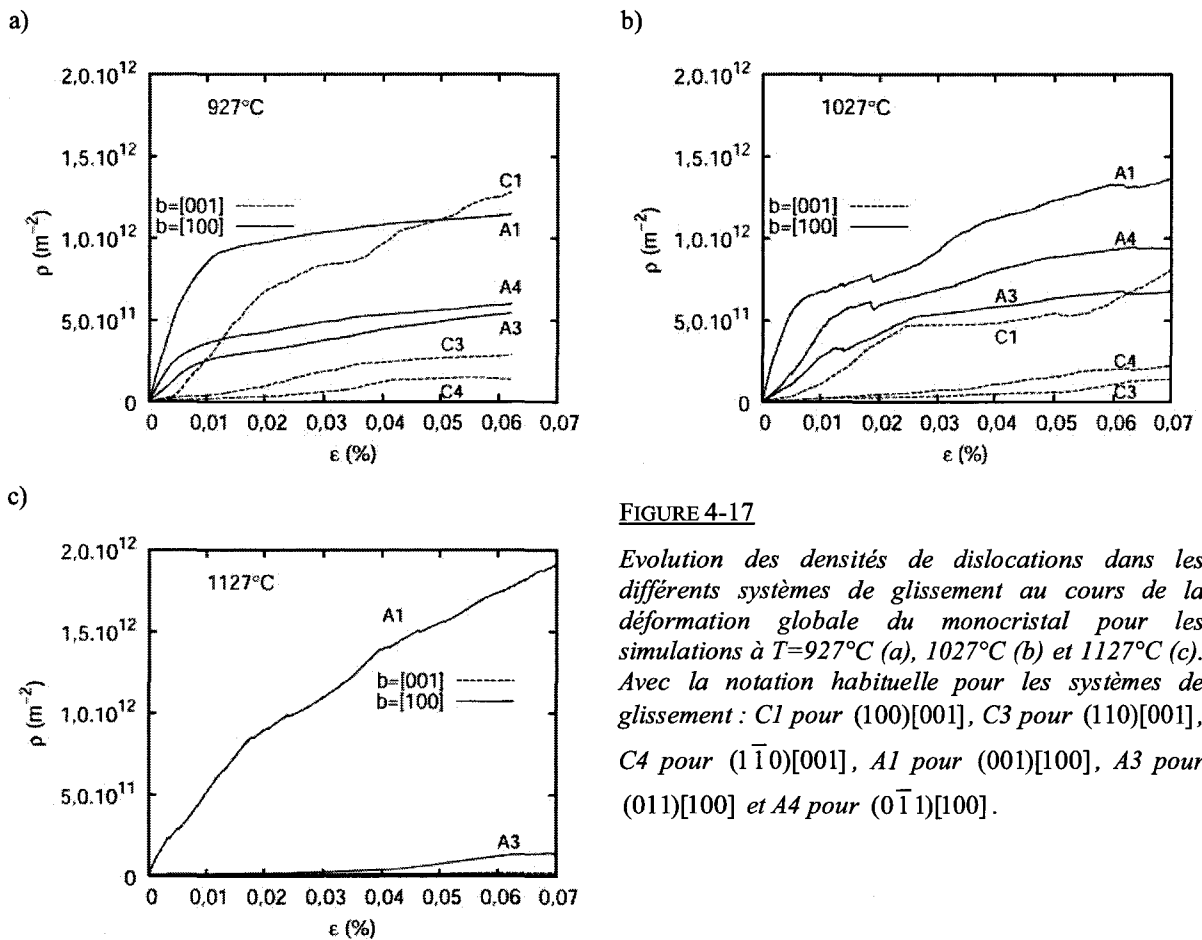 a)
2,0.10¹²
1,5.10¹²
1,0.10¹²
5,0.10¹¹
0
ρ (m⁻²)
927°C
b=[001]
b=[100]
C1
A1
A4
A3
C3
C4
0 0,01 0,02 0,03 0,04 0,05 0,06 0,07
ε (%)
b)
2,0.10¹²
1,5.10¹²
1,0.10¹²
5,0.10¹¹
0
ρ (m⁻²)
1027°C
b=[001]
b=[100]
A1
A4
A3
C1
C4
C3
0 0,01 0,02 0,03 0,04 0,05 0,06 0,07
ε (%)
c)
2,0.10¹²
1,5.10¹²
1,0.10¹²
5,0.10¹¹
0
ρ (m⁻²)
1127°C
A1
b=[001]
b=[100]
A3
0 0,01 0,02 0,03 0,04 0,05 0,06 0,07
ε (%)
FIGURE 4-17
Evolution des densités de dislocations dans les
différents systèmes de glissement au cours de la
déformation globale du monocristal pour les
simulations à T=927°C (a), 1027°C (b) et 1127°C (c).
Avec la notation habituelle pour les systèmes de
glissement : C1 pour (100)[001], C3 pour (110)[001],
C4 pour (11̅0)[001], A1 pour (001)[100], A3 pour
(011)[100] et A4 pour (01̅1)[100].